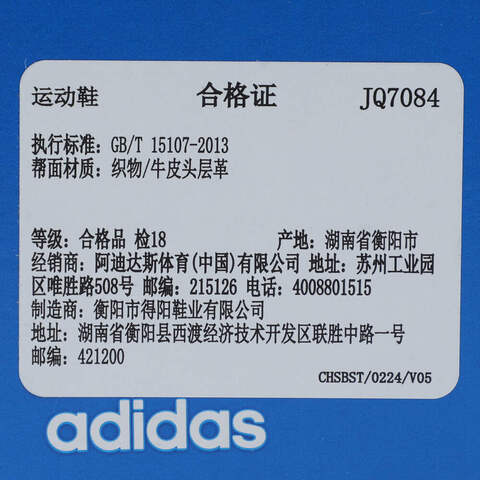 运动鞋 合格证 JQ7084
执行标准: GB/T 15107-2013
帮面材质: 织物/牛皮头层革
等级: 合格品 检18 产地: 湖南省衡阳市
经销商: 阿迪达斯体育(中国)有限公司 地址: 苏州工业园
区唯胜路508号 邮编: 215126 电话: 4008801515
制造商: 衡阳市得阳鞋业有限公司
地址: 湖南省衡阳县西渡经济技术开发区联胜中路一号
邮编: 421200
CHSBST/0224/V05
adidas